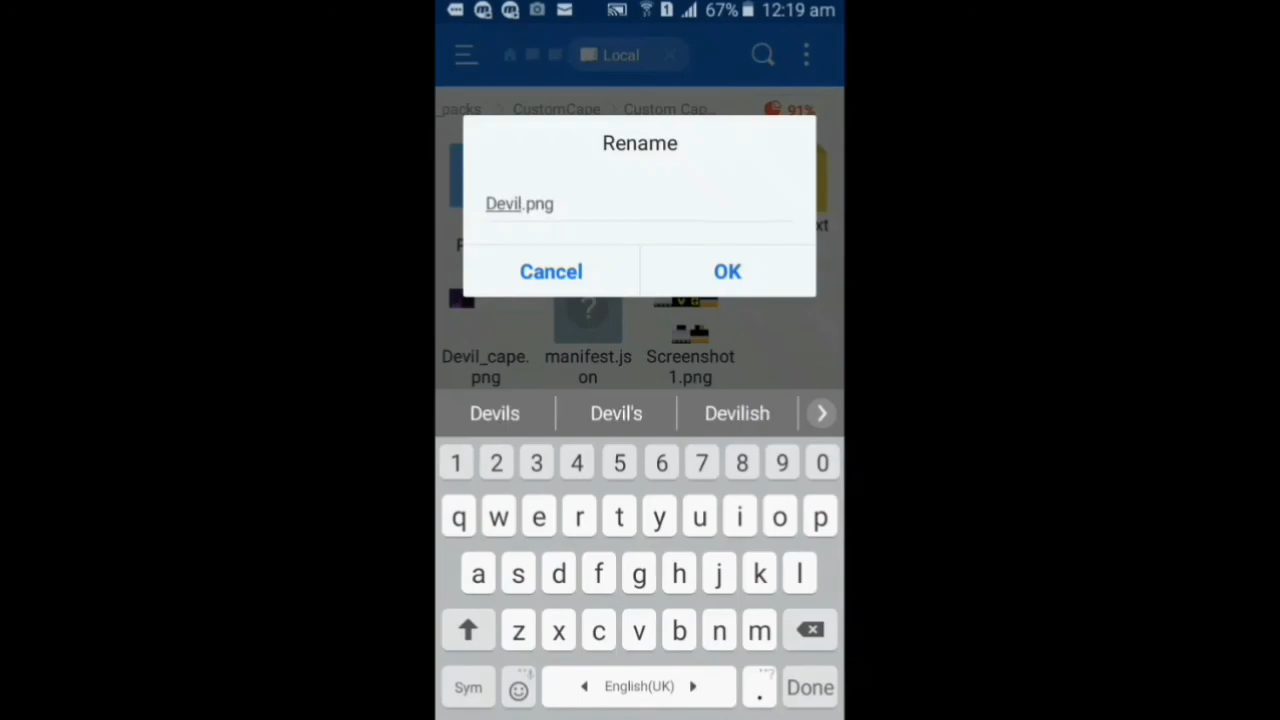 67% 12:19 am
Local
_packs CustomCape Custom Cap.. 91%
Rename
Devil.png
xt
Cancel OK
Devil_cape. manifest.js Screenshot
png on 1.png
Devils Devil's Devilish
1 2 3 4 5 6 7 8 9 0
q w e r t y u i o p
a s d f g h j k l
z x c v b n m
Sym English(UK) . Done